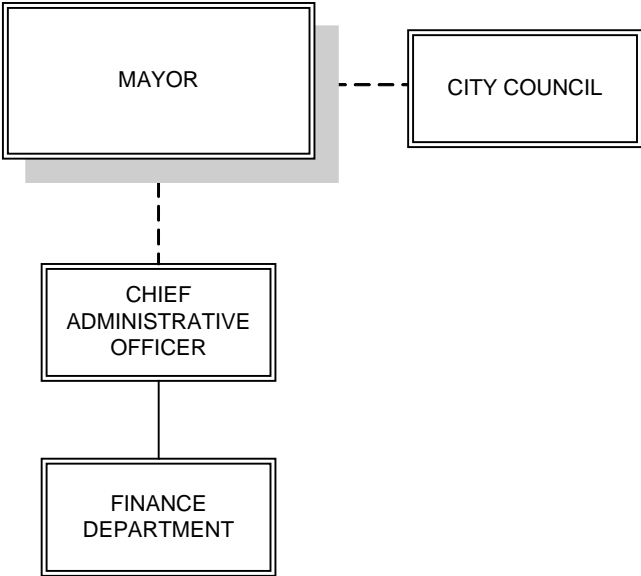 MAYOR
CITY COUNCIL
CHIEF
ADMINISTRATIVE
OFFICER
FINANCE
DEPARTMENT